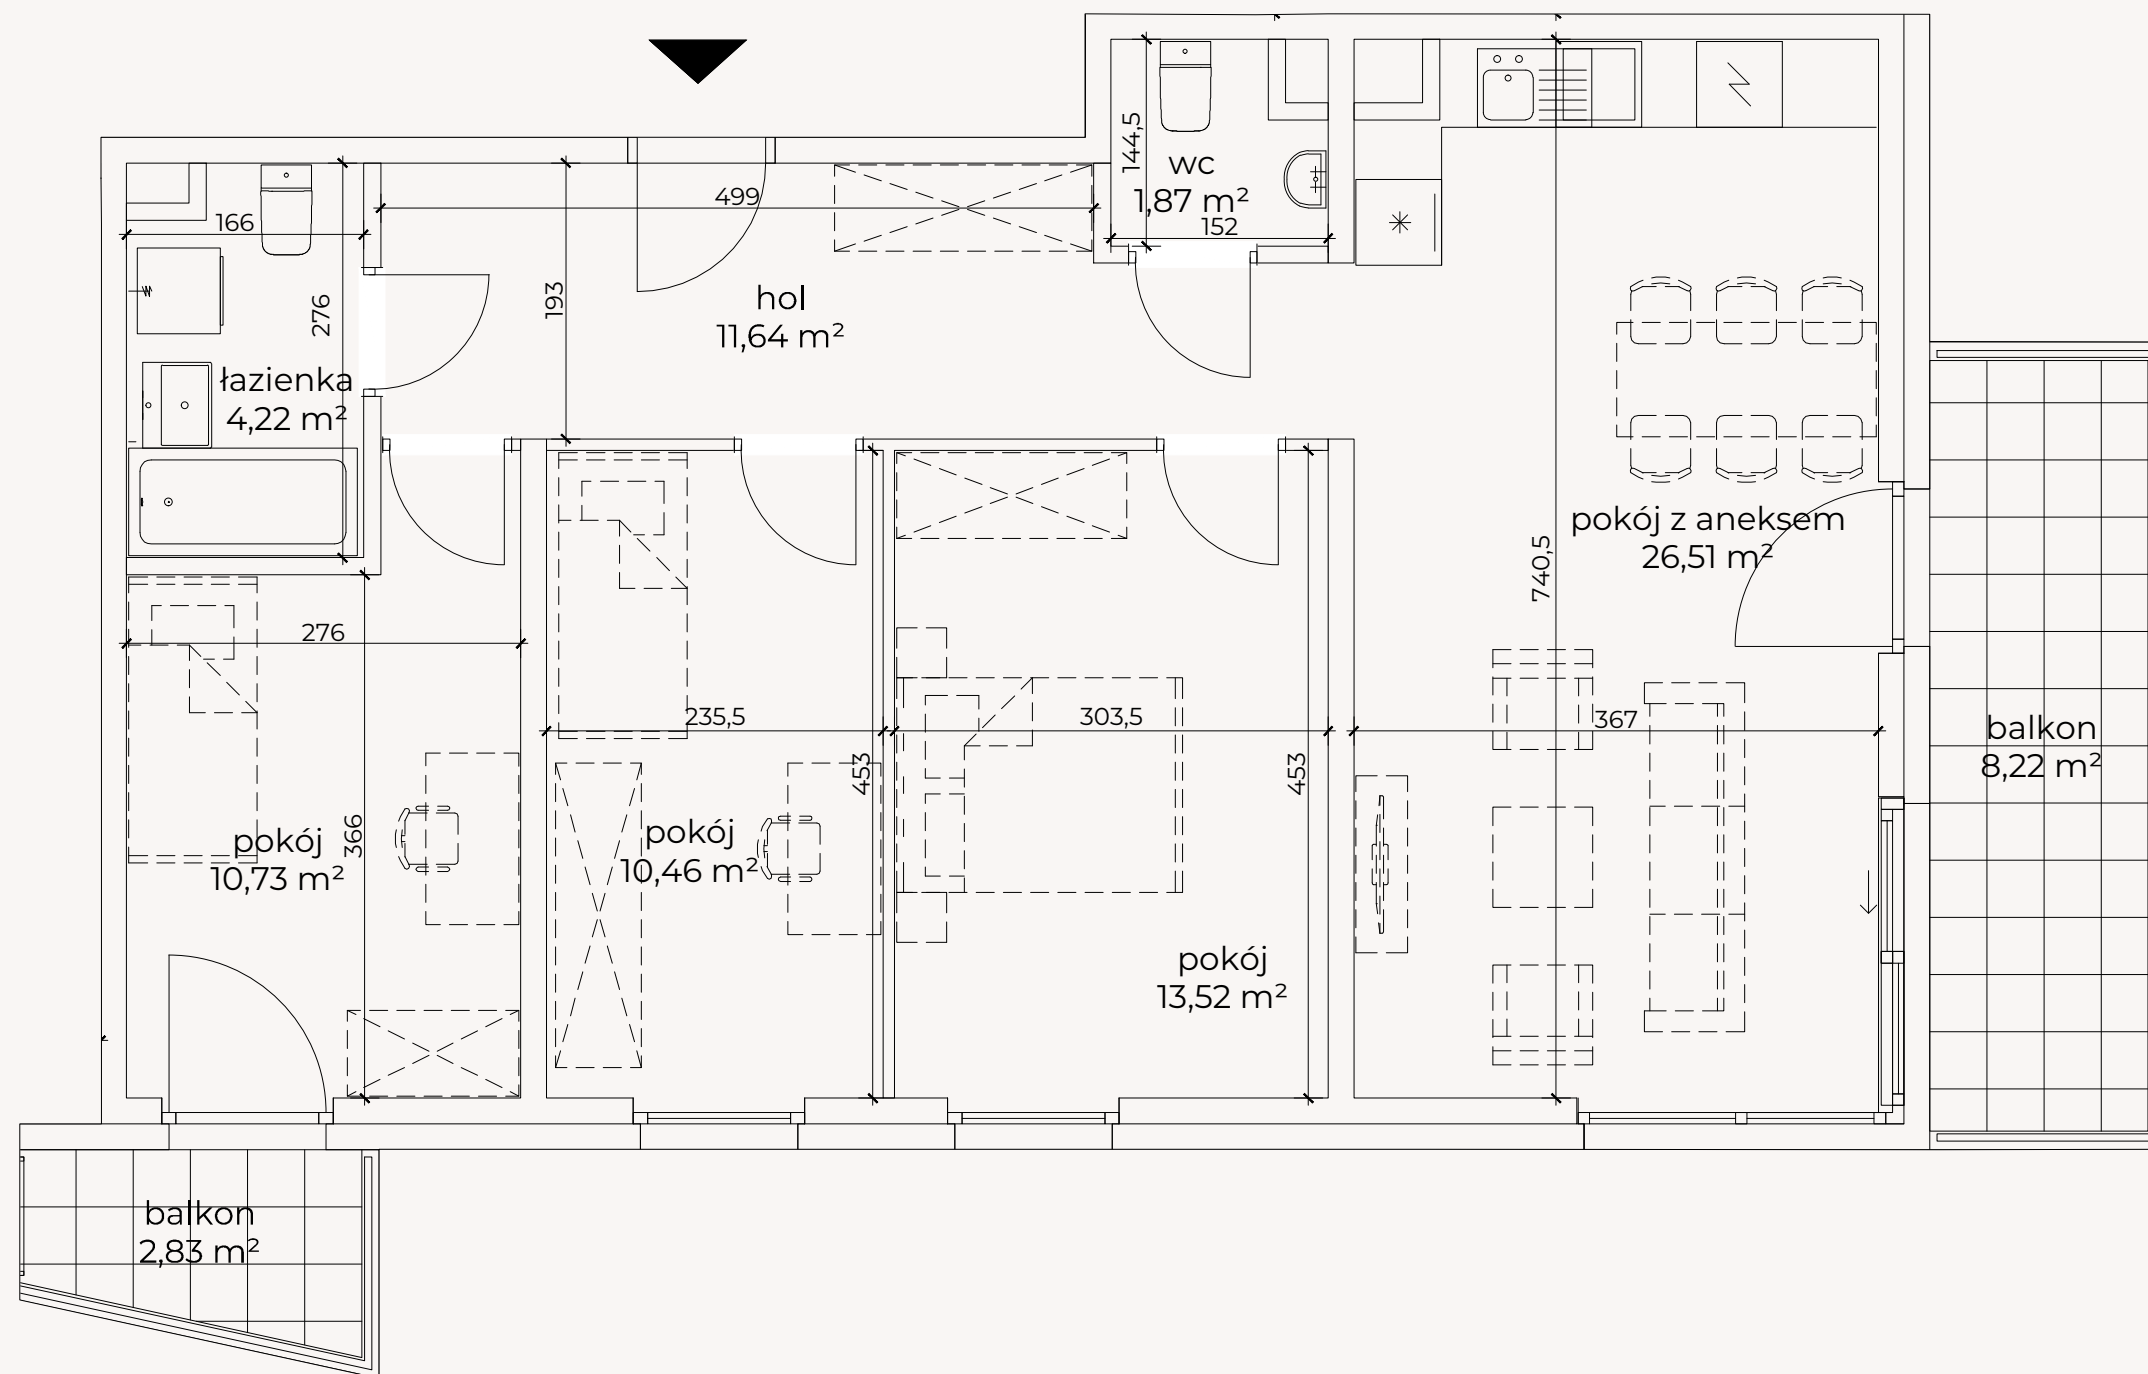 144,5
wc
1,87 m²
152
499
166
276
193
hol
11,64 m²
łazienka
4,22 m²
pokój z aneksem
26,51 m²
740,5
276
235,5
303,5
367
453
453
balkon
8,22 m²
366
pokój
10,73 m²
pokój
10,46 m²
pokój
13,52 m²
balkon
2,83 m²